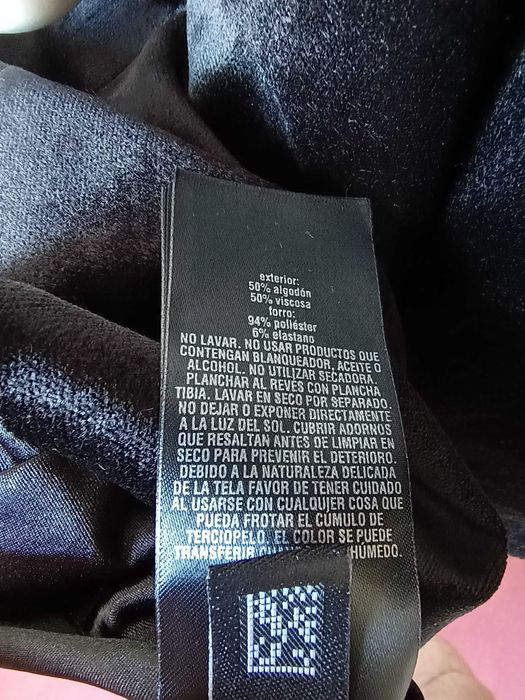 exterior:
50% algodón
50% viscosa
forro:
94% poliéster
6% elastano
NO LAVAR. NO USAR PRODUCTOS QUE
CONTENGAN BLANQUEADOR, ACEITE O
ALCOHOL. NO UTILIZAR SECADORA.
PLANCHAR AL REVÉS CON PLANCHA
TIBIA. LAVAR EN SECO POR SEPARADO.
NO DEJAR O EXPONER DIRECTAMENTE
A LA LUZ DEL SOL. CUBRIR ADORNOS
QUE RESALTAN ANTES DE LIMPIAR EN
SECO PARA PREVENIR EL DETERIORO.
DEBIDO A LA NATURALEZA DELICADA
DE LA TELA FAVOR DE TENER CUIDADO
AL USARSE CON CUALQUIER COSA QUE
PUEDA FROTAR EL CÚMULO DE
TERCIOPELO. EL COLOR SE PUEDE
TRANSFERIR HÚMEDO.